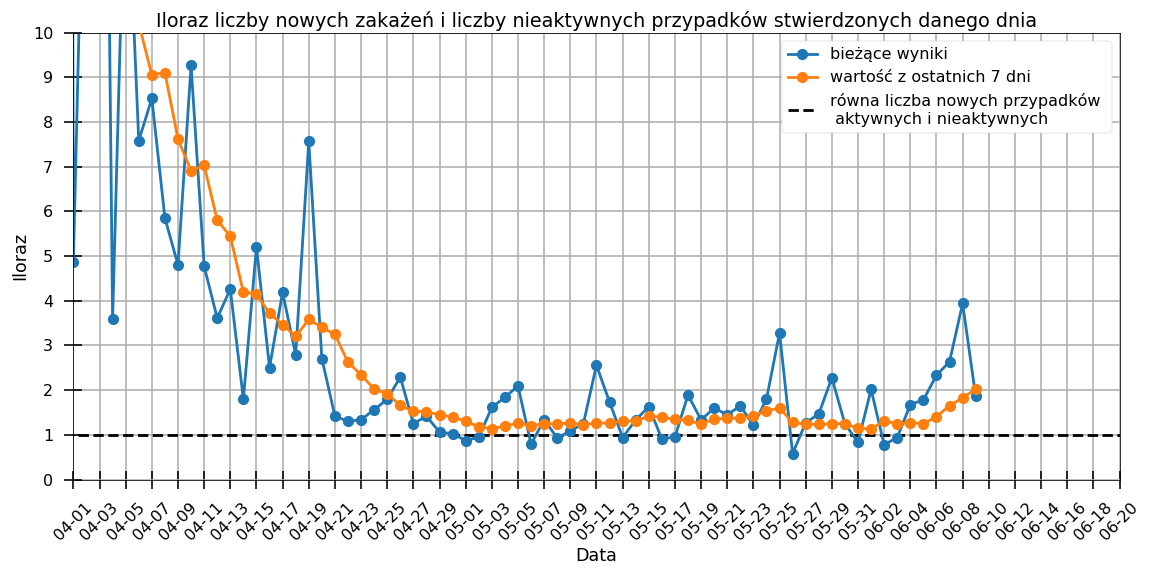 Iloraz liczby nowych zakażeń i liczby nieaktywnych przypadków stwierdzonych danego dnia
10
9
8
7
6
5
4
3
2
1
0
Iloraz
bieżące wyniki
wartość z ostatnich 7 dni
równa liczba nowych przypadków
aktywnych i nieaktywnych
04-01 04-03 04-05 04-07 04-09 04-11 04-13 04-15 04-17 04-19 04-21 04-23 04-25 04-27 04-29 05-01 05-03 05-05 05-07 05-09 05-11 05-13 05-15 05-17 05-19 05-21 05-23 05-25 05-27 05-29 05-31 06-02 06-04 06-06 06-08 06-10 06-12 06-14 06-16 06-18 06-20
Data